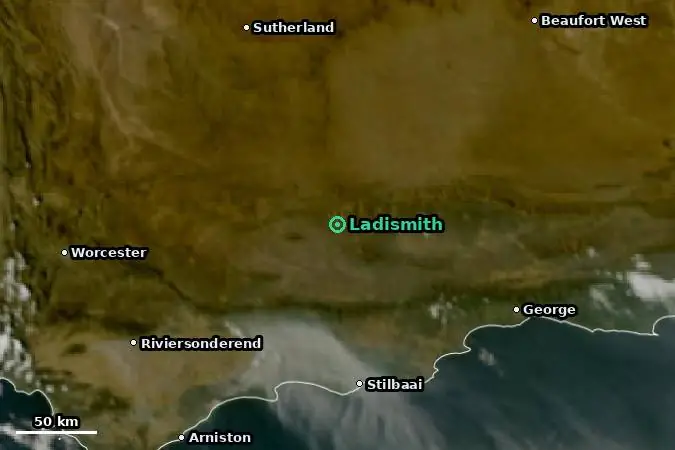 Sutherland
Beaufort West
Ladismith
Worcester
George
Riviersonderend
Stilbaai
50 km
Arniston